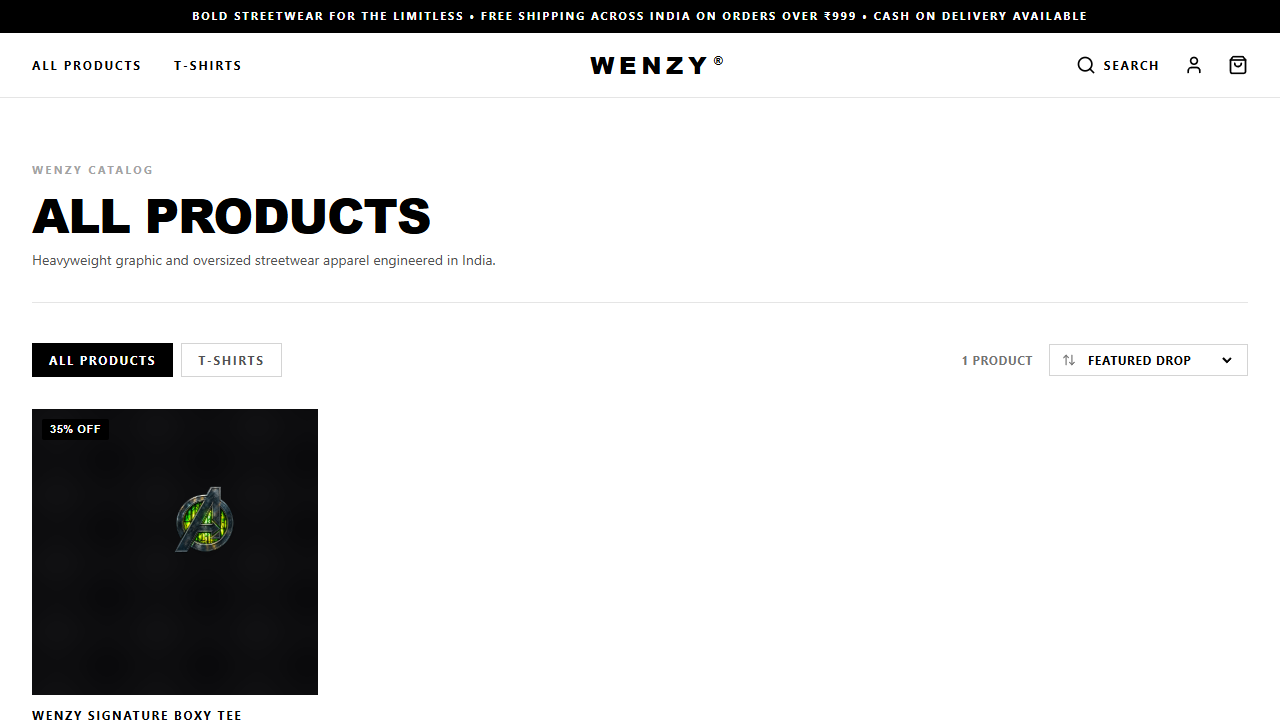 BOLD STREETWEAR FOR THE LIMITLESS • FREE SHIPPING ACROSS INDIA ON ORDERS OVER ₹999 • CASH ON DELIVERY AVAILABLE
ALL PRODUCTS T-SHIRTS WENZY® SEARCH
WENZY CATALOG
ALL PRODUCTS
Heavyweight graphic and oversized streetwear apparel engineered in India.
ALL PRODUCTS T-SHIRTS 1 PRODUCT FEATURED DROP
35% OFF
A
WENZY SIGNATURE BOXY TEE